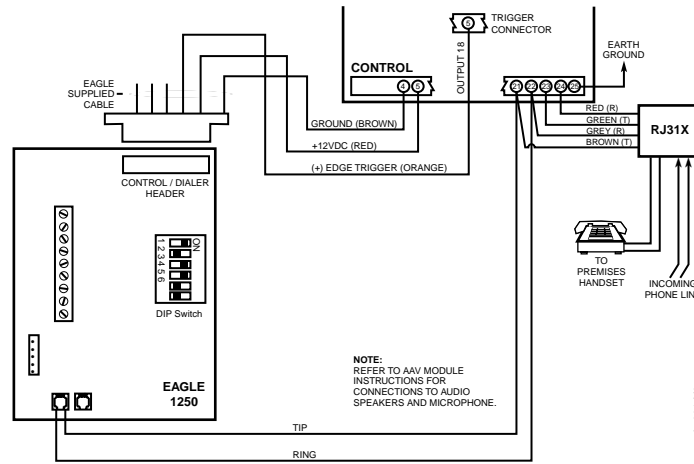 TRIGGER
CONNECTOR
5
OUTPUT 18
CONTROL
EARTH
GROUND
4 5
21 22 23 24 25
EAGLE
SUPPLIED
CABLE
RED (R)
GREEN (T)
GREY (R)
BROWN (T)
RJ31X
GROUND (BROWN)
+12VDC (RED)
(+) EDGE TRIGGER (ORANGE)
CONTROL / DIALER
HEADER
ON
1 2 3 4 5 6
DIP Switch
TO
PREMISES
HANDSET
INCOMING
PHONE LIN
NOTE:
REFER TO AAV MODULE
INSTRUCTIONS FOR
CONNECTIONS TO AUDIO
SPEAKERS AND MICROPHONE.
EAGLE
1250
TIP
RING